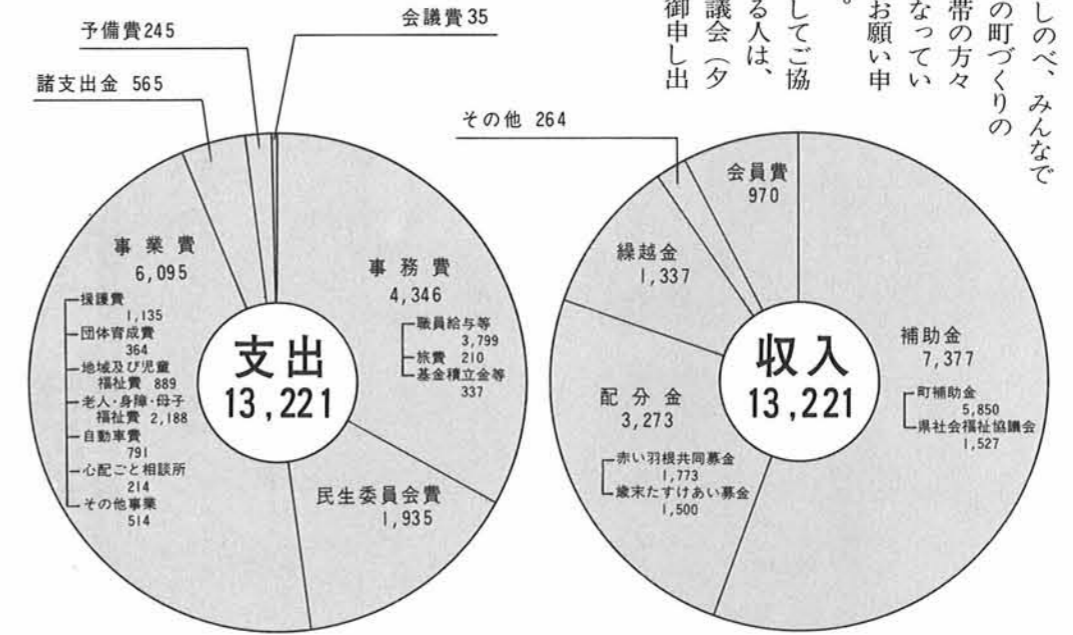 しのべ、みんなで
の町づくりの
帯の方々
なってい
お願い申
。
してご協
る人は、
議会（夕
御申し出
会議費35
予備費245
諸支出金 565
事業費
6,095
援護費
1,135
団体育成費
364
地域及び児童
福祉費 889
老人・身障・母子
福祉費 2,188
自動車費
791
心配ごと相談所
214
その他事業
514
事務費
4,346
職員給与等
3,799
旅費 210
基金積立金等
337
民生委員会費
1,935
支出
13,221
その他 264
会員費
970
繰越金
1,337
配分金
3,273
赤い羽根共同募金
1,773
歳末たすけあい募金
1,500
補助金
7,377
町補助金
5,850
県社会福祉協議会
1,527
収入
13,221